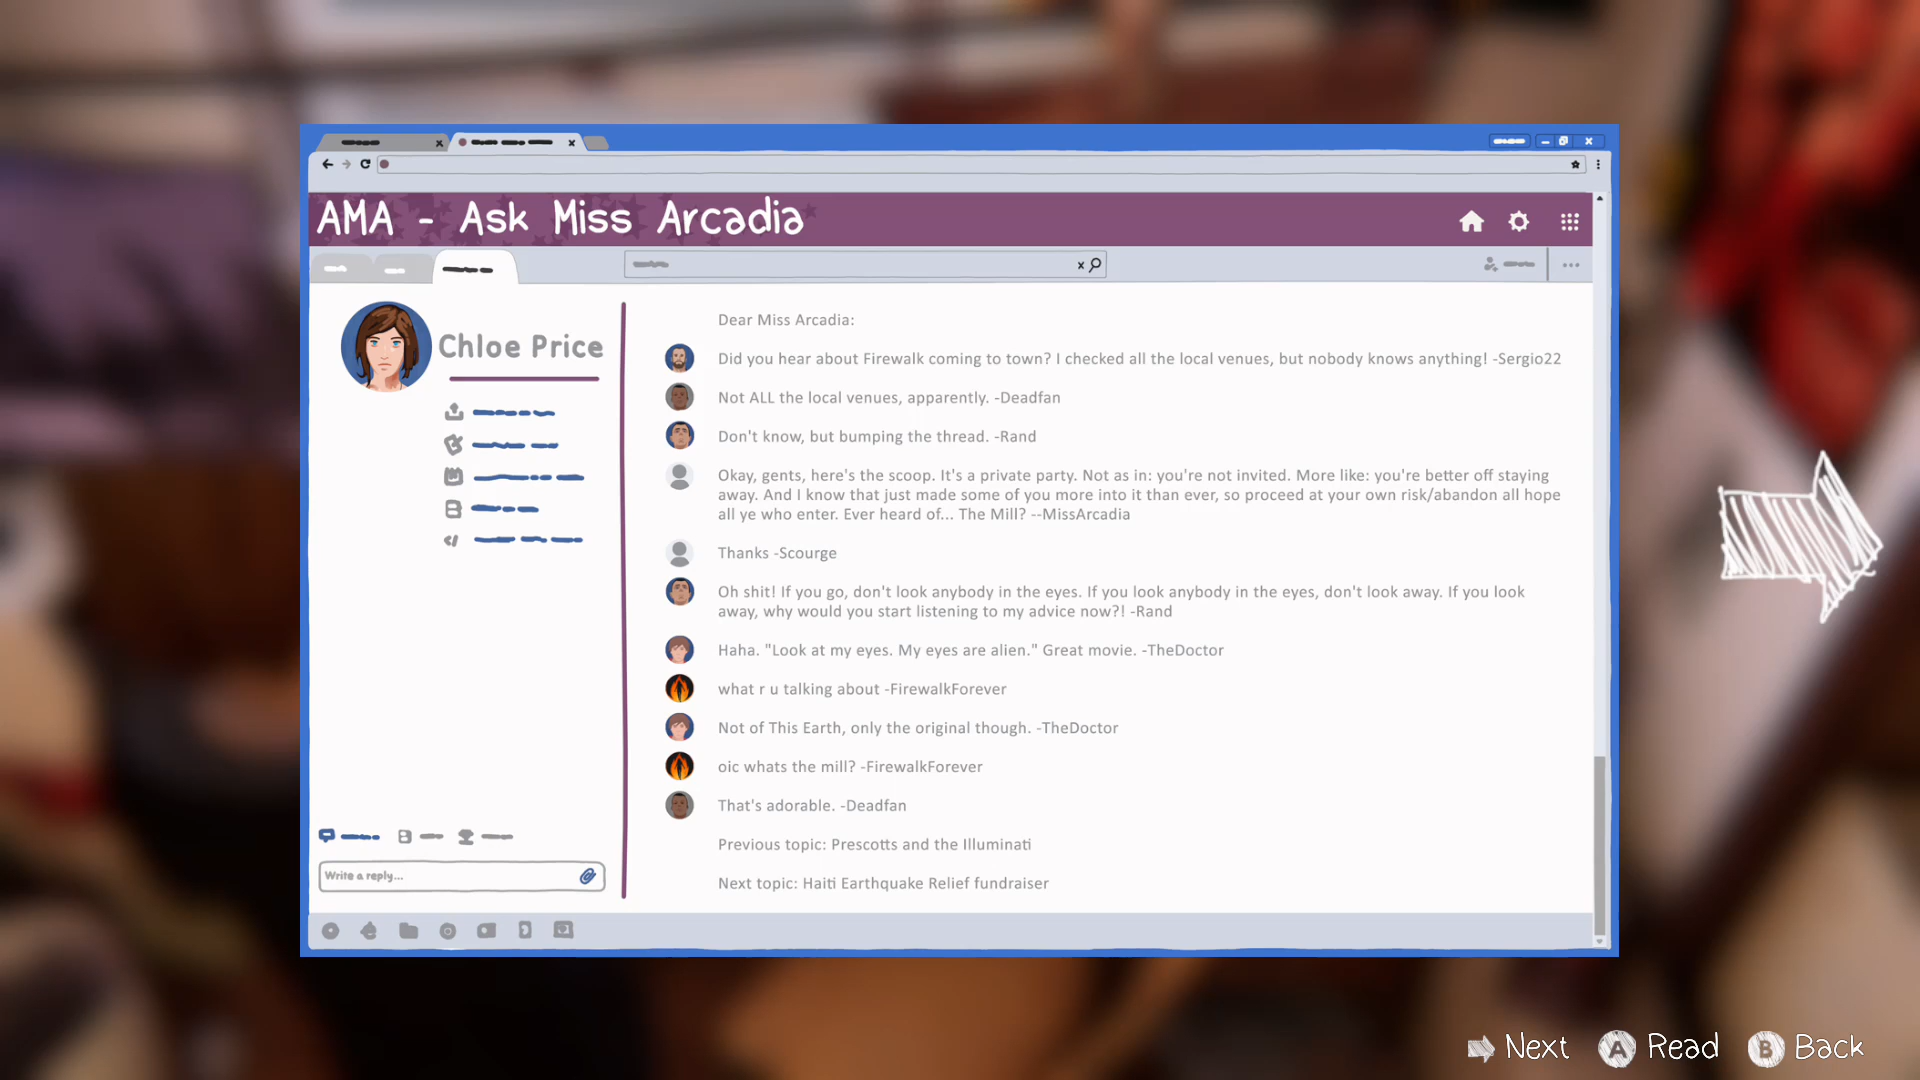 AMA - Ask Miss Arcadia
Chloe Price
Dear Miss Arcadia:
Did you hear about Firewalk coming to town? I checked all the local venues, but nobody knows anything! -Sergio22
Not ALL the local venues, apparently. -Deadfan
Don't know, but bumping the thread. -Rand
Okay, gents, here's the scoop. It's a private party. Not as in: you're not invited. More like: you're better off staying
away. And I know that just made some of you more into it than ever, so proceed at your own risk/abandon all hope
all ye who enter. Ever heard of... The Mill? --MissArcadia
Thanks -Scourge
Oh shit! If you go, don't look anybody in the eyes. If you look anybody in the eyes, don't look away. If you look
away, why would you start listening to my advice now?! -Rand
Haha. "Look at my eyes. My eyes are alien." Great movie. -TheDoctor
what r u talking about -FirewalkForever
Not of This Earth, only the original though. -TheDoctor
oic whats the mill? -FirewalkForever
That's adorable. -Deadfan
Previous topic: Prescotts and the Illuminati
Next topic: Haiti Earthquake Relief fundraiser
Write a reply...
Next A Read B Back